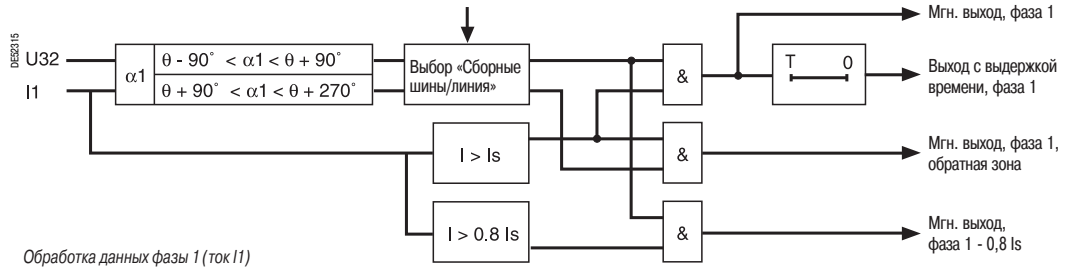 Мгн. выход, фаза 1
DE52315
U32
I1
α1
θ - 90˚ < α1 < θ + 90˚
θ + 90˚ < α1 < θ + 270˚
Выбор «Сборные
шины/линия»
&
T 0
Выход с выдержкой
времени, фаза 1
I > Is
&
Мгн. выход, фаза 1,
обратная зона
I > 0.8 Is
&
Мгн. выход,
фаза 1 - 0,8 Is
Обработка данных фазы 1 (ток I1)